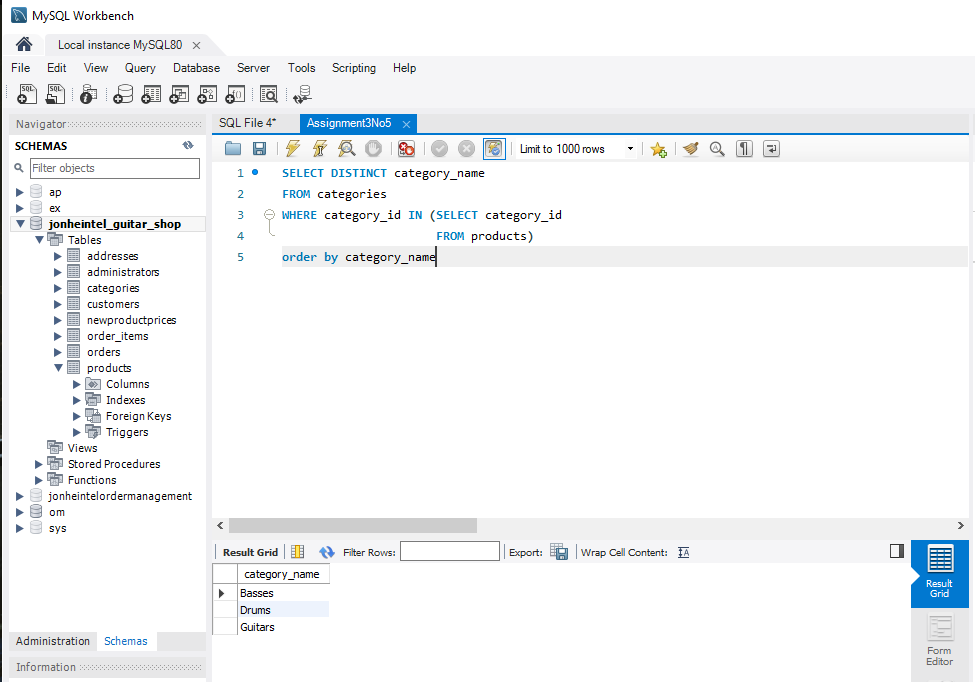 MySQL Workbench
Local instance MySQL80
File Edit View Query Database Server Tools Scripting Help
Navigator
SCHEMAS
Filter objects
ap
ex
jonheintel_guitar_shop
Tables
addresses
administrators
categories
customers
newproductprices
order_items
orders
products
Columns
Indexes
Foreign Keys
Triggers
Views
Stored Procedures
Functions
jonheintelordermanagement
om
sys
Administration Schemas
Information
SQL File 4* Assignment3No5
Limit to 1000 rows
1 SELECT DISTINCT category_name
2 FROM categories
3 WHERE category_id IN (SELECT category_id
4 FROM products)
5 order by category_name
Result Grid Filter Rows: Export: Wrap Cell Content:
category_name
Basses
Drums
Guitars
Result
Grid
Form
Editor